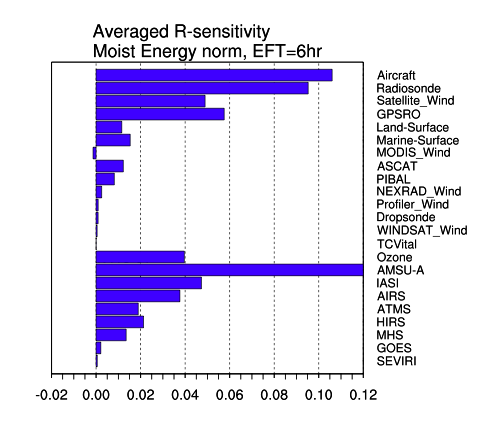 Averaged R-sensitivity
Moist Energy norm, EFT=6hr
Aircraft
Radiosonde
Satellite_Wind
GPSRO
Land-Surface
Marine-Surface
MODIS_Wind
ASCAT
PIBAL
NEXRAD_Wind
Profiler_Wind
Dropsonde
WINDSAT_Wind
TCVital
Ozone
AMSU-A
IASI
AIRS
ATMS
HIRS
MHS
GOES
SEVIRI
-0.02 0.00 0.02 0.04 0.06 0.08 0.10 0.12